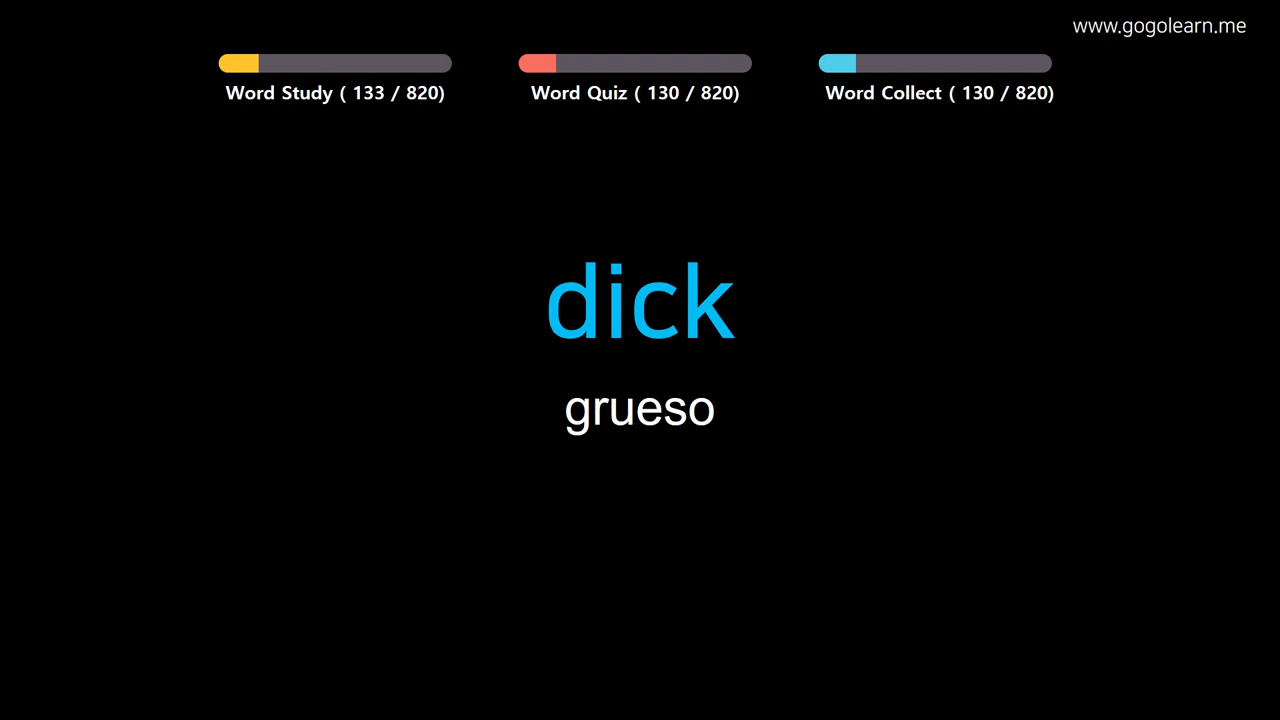 www.gogolearn.me
Word Study ( 133 / 820)
Word Quiz ( 130 / 820)
Word Collect ( 130 / 820)
dick
grueso